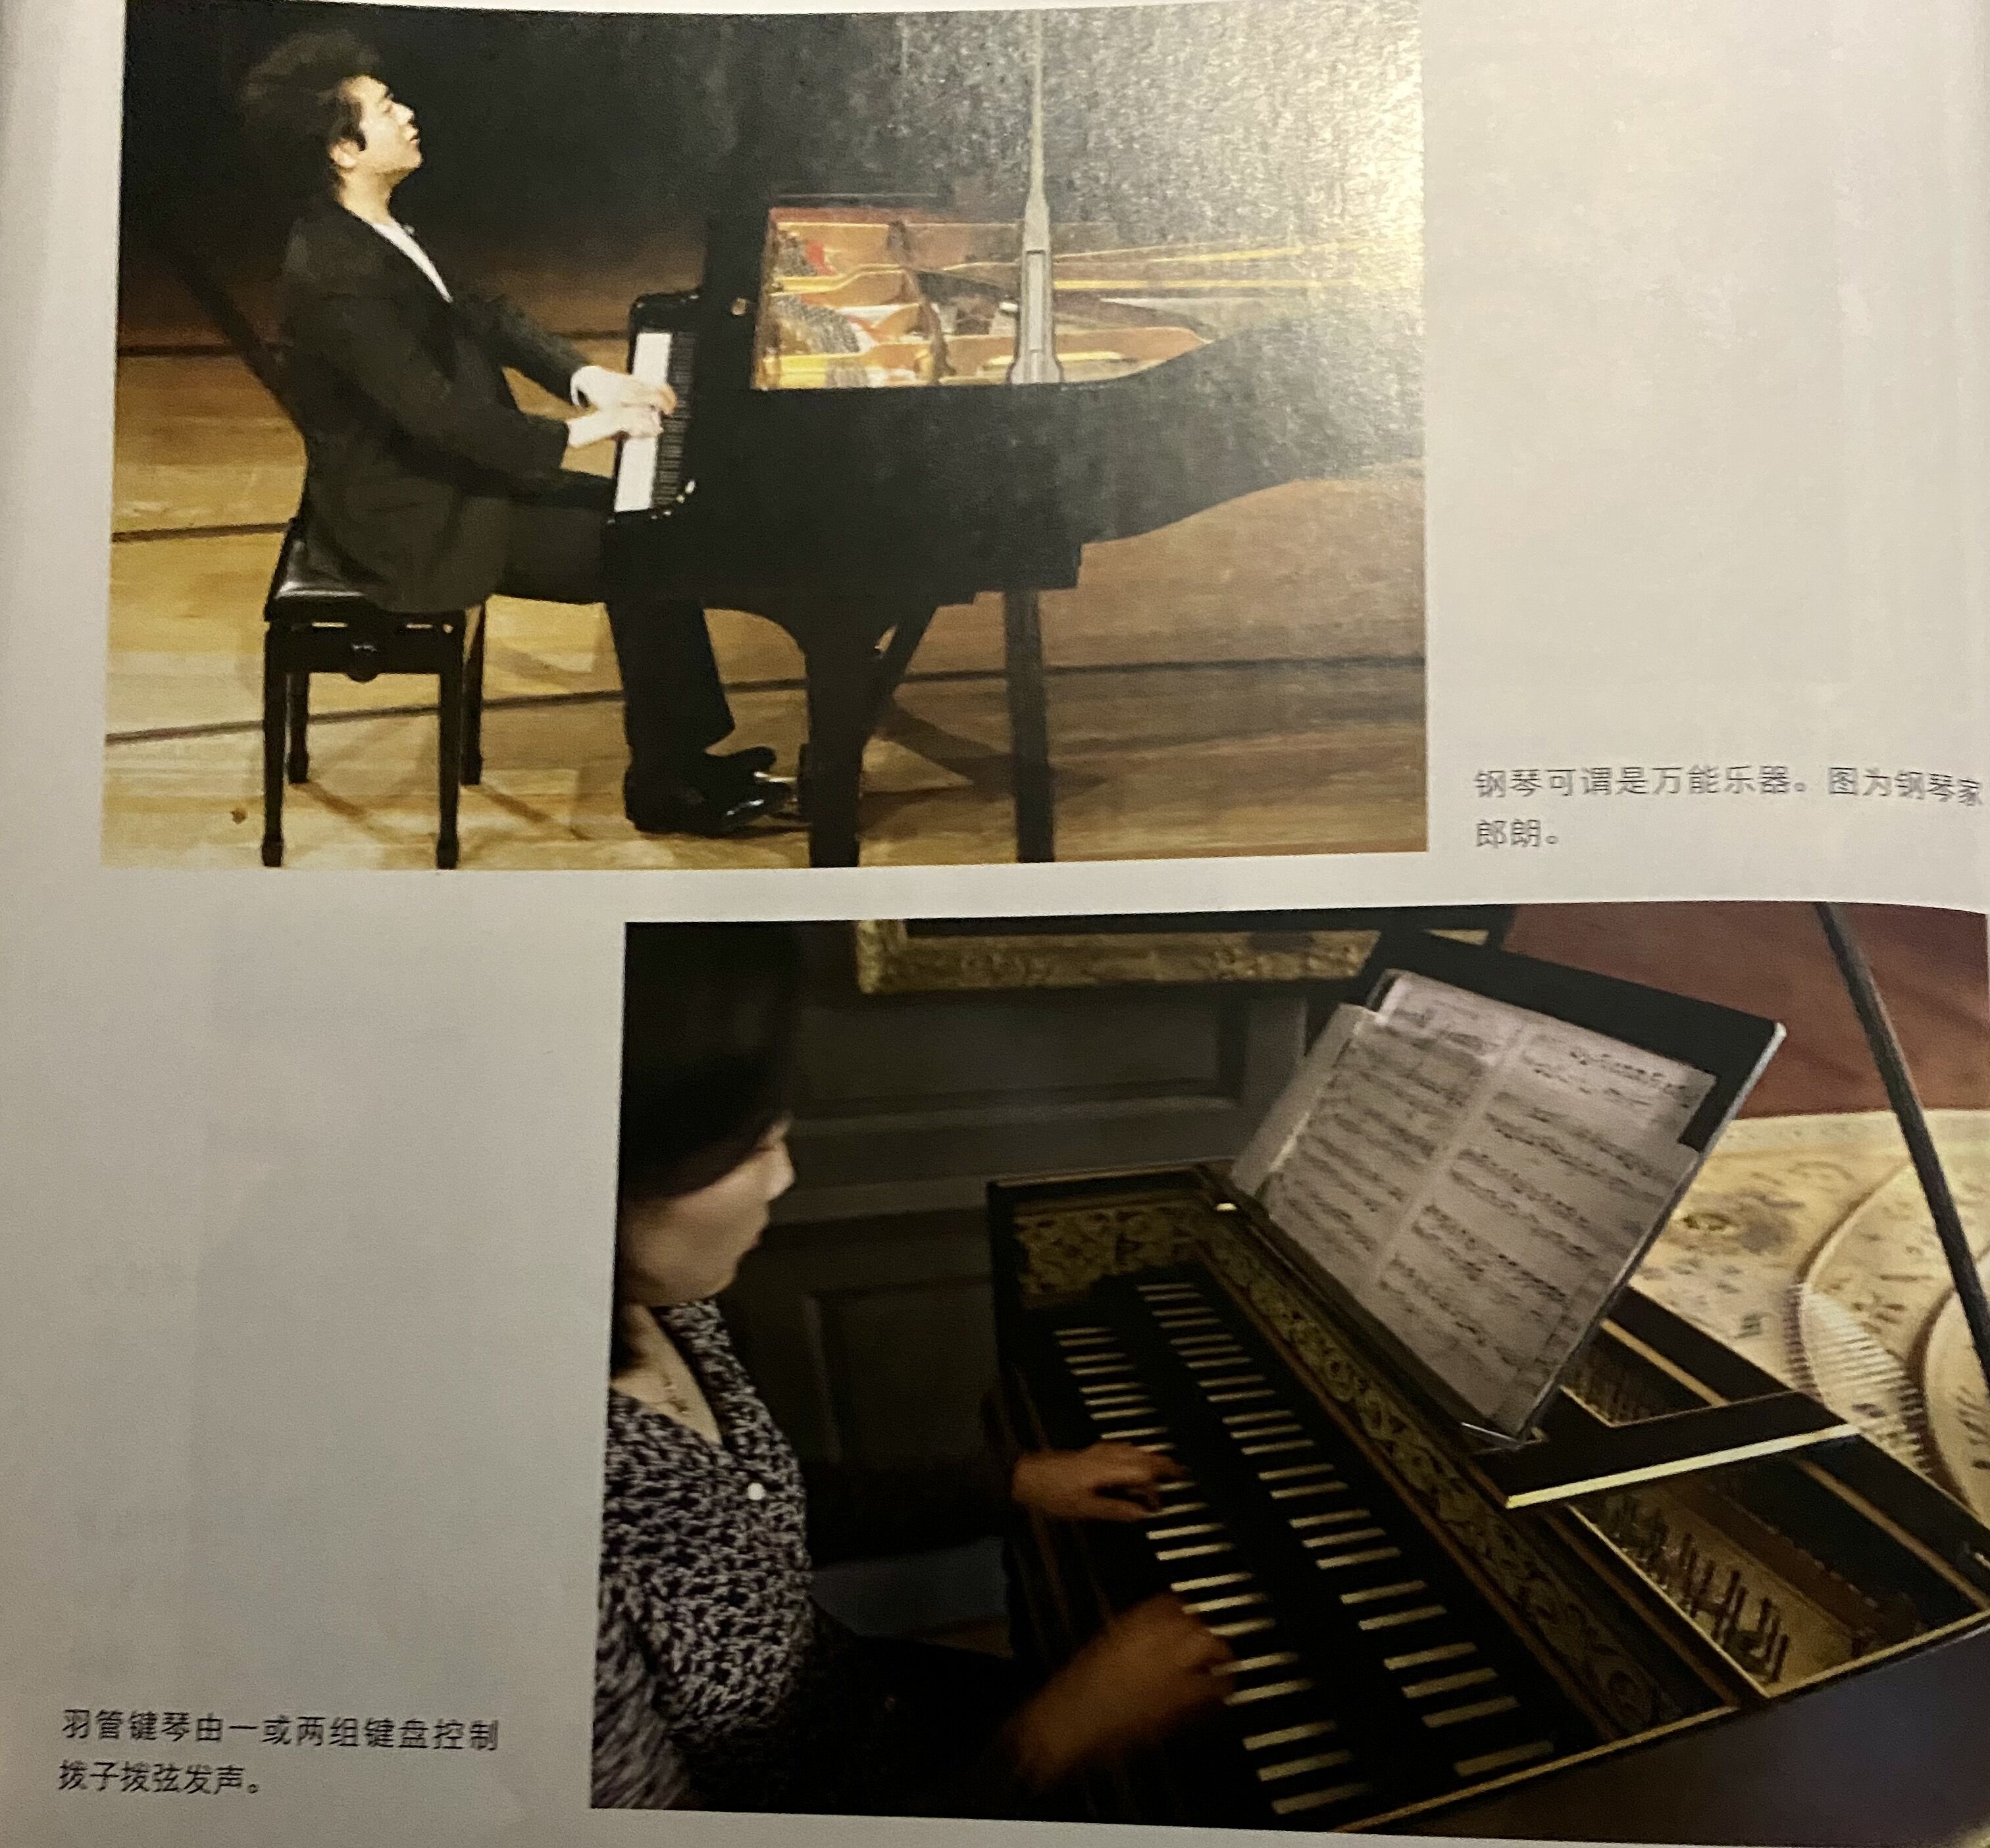 钢琴可谓是万能乐器。图为钢琴家
郎朗。
羽管键琴由一或两组键盘控制
拨子拨弦发声。